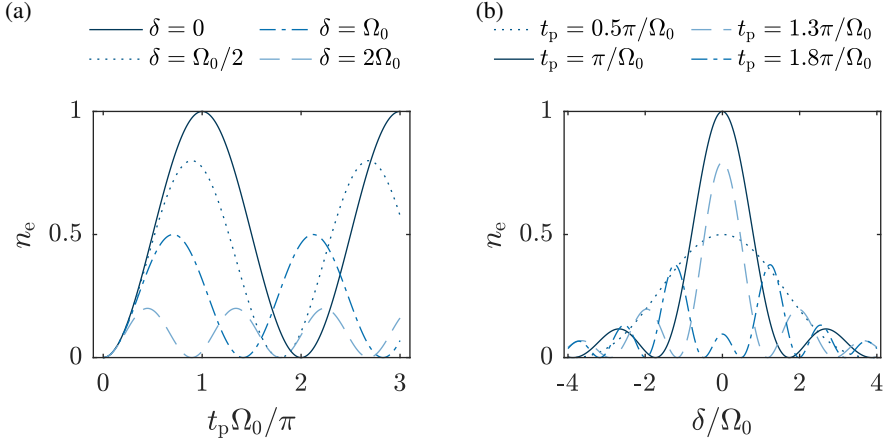 (a)
δ = 0
δ = Ω₀/2
δ = Ω₀
δ = 2Ω₀
1
0.5
0
nₑ
0 1 2 3
tₚΩ₀/π
(b)
tₚ = 0.5π/Ω₀
tₚ = π/Ω₀
tₚ = 1.3π/Ω₀
tₚ = 1.8π/Ω₀
1
0.5
0
nₑ
-4 -2 0 2 4
δ/Ω₀